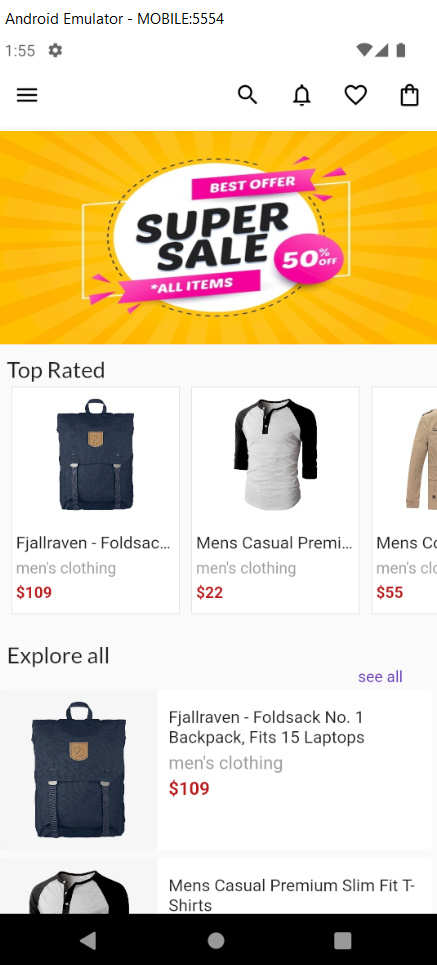 Android Emulator - MOBILE:5554
1:55
BEST OFFER
SUPER
SALE
50%
OFF
*ALL ITEMS
Top Rated
Fjallraven - Foldsac...
men's clothing
$109
Mens Casual Premi...
men's clothing
$22
Mens Co
men's clo
$55
Explore all
see all
Fjallraven - Foldsack No. 1
Backpack, Fits 15 Laptops
men's clothing
$109
Mens Casual Premium Slim Fit T-
Shirts